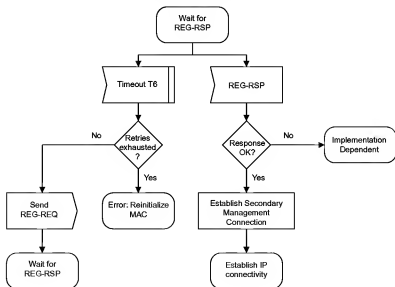 Wait for
REG-RSP
Timeout T6
REG-RSP
Retries
exhausted
?
No
Yes
Response
OK?
No
Yes
Implementation
Dependent
Send
REG-REQ
Error: Reinitialize
MAC
Establish Secondary
Management
Connection
Wait for
REG-RSP
Establish IP
connectivity